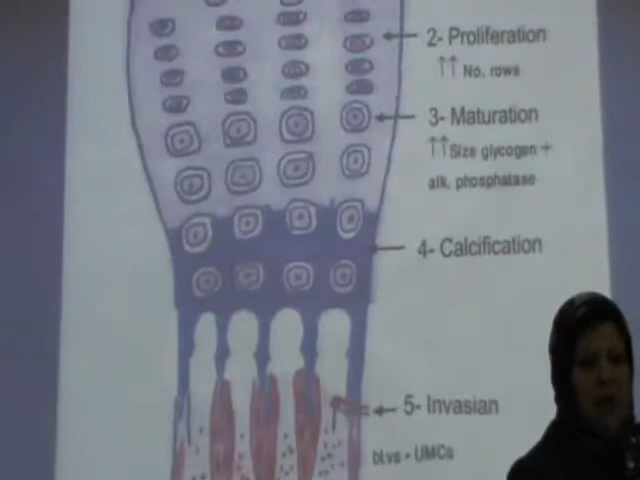 2- Proliferation
↑↑ No. rows
3- Maturation
↑↑Size glycogen +
alk. phosphatase
4- Calcification
5- Invasian
bl.vs + UMCs